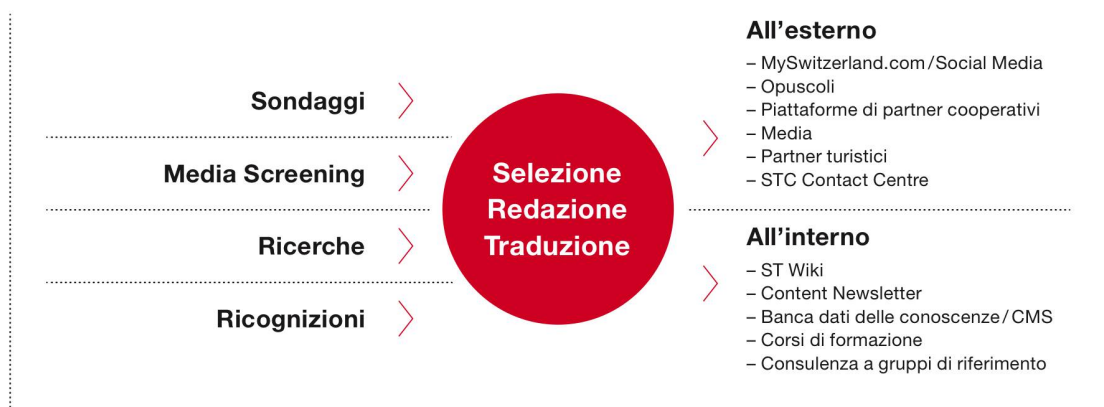 Sondaggi
Media Screening
Ricerche
Ricognizioni
Selezione
Redazione
Traduzione
All’esterno
– MySwitzerland.com/Social Media
– Opuscoli
– Piattaforme di partner cooperativi
– Media
– Partner turistici
– STC Contact Centre
All’interno
– ST Wiki
– Content Newsletter
– Banca dati delle conoscenze/CMS
– Corsi di formazione
– Consulenza a gruppi di riferimento